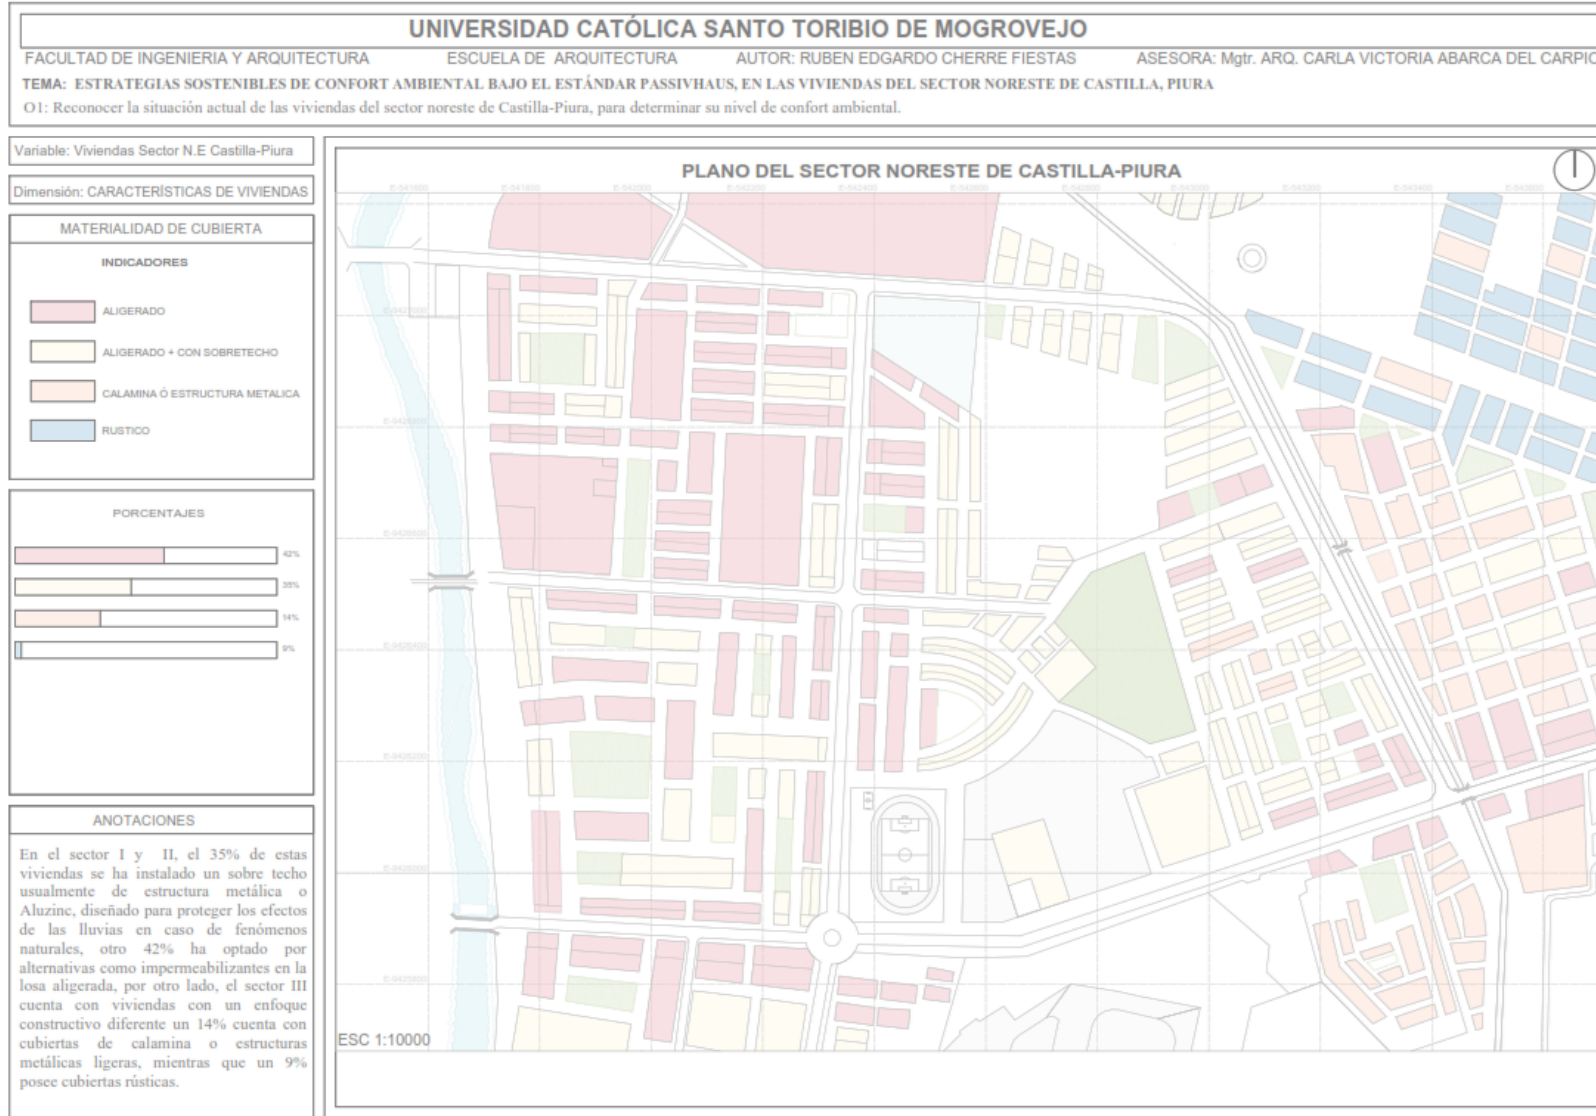 UNIVERSIDAD CATÓLICA SANTO TORIBIO DE MOGROVEJO
FACULTAD DE INGENIERIA Y ARQUITECTURA ESCUELA DE ARQUITECTURA AUTOR: RUBEN EDGARDO CHERRE FIESTAS ASESORA: Mgtr. ARQ. CARLA VICTORIA ABARCA DEL CARPIO
TEMA: ESTRATEGIAS SOSTENIBLES DE CONFORT AMBIENTAL BAJO EL ESTÁNDAR PASSIVHAUS, EN LAS VIVIENDAS DEL SECTOR NORESTE DE CASTILLA, PIURA
O1: Reconocer la situación actual de las viviendas del sector noreste de Castilla-Piura, para determinar su nivel de confort ambiental.
Variable: Viviendas Sector N.E Castilla-Piura
Dimensión: CARACTERÍSTICAS DE VIVIENDAS
MATERIALIDAD DE CUBIERTA
INDICADORES
ALIGERADO
ALIGERADO + CON SOBRETECHO
CALAMINA Ó ESTRUCTURA METALICA
RUSTICO
PORCENTAJES
42%
35%
14%
9%
ANOTACIONES
En el sector I y II, el 35% de estas
viviendas se ha instalado un sobre techo
usualmente de estructura metálica o
Aluzinc, diseñado para proteger los efectos
de las lluvias en caso de fenómenos
naturales, otro 42% ha optado por
alternativas como impermeabilizantes en la
losa aligerada, por otro lado, el sector III
cuenta con viviendas con un enfoque
constructivo diferente un 14% cuenta con
cubiertas de calamina o estructuras
metálicas ligeras, mientras que un 9%
posee cubiertas rústicas.
PLANO DEL SECTOR NORESTE DE CASTILLA-PIURA
ESC 1:10000